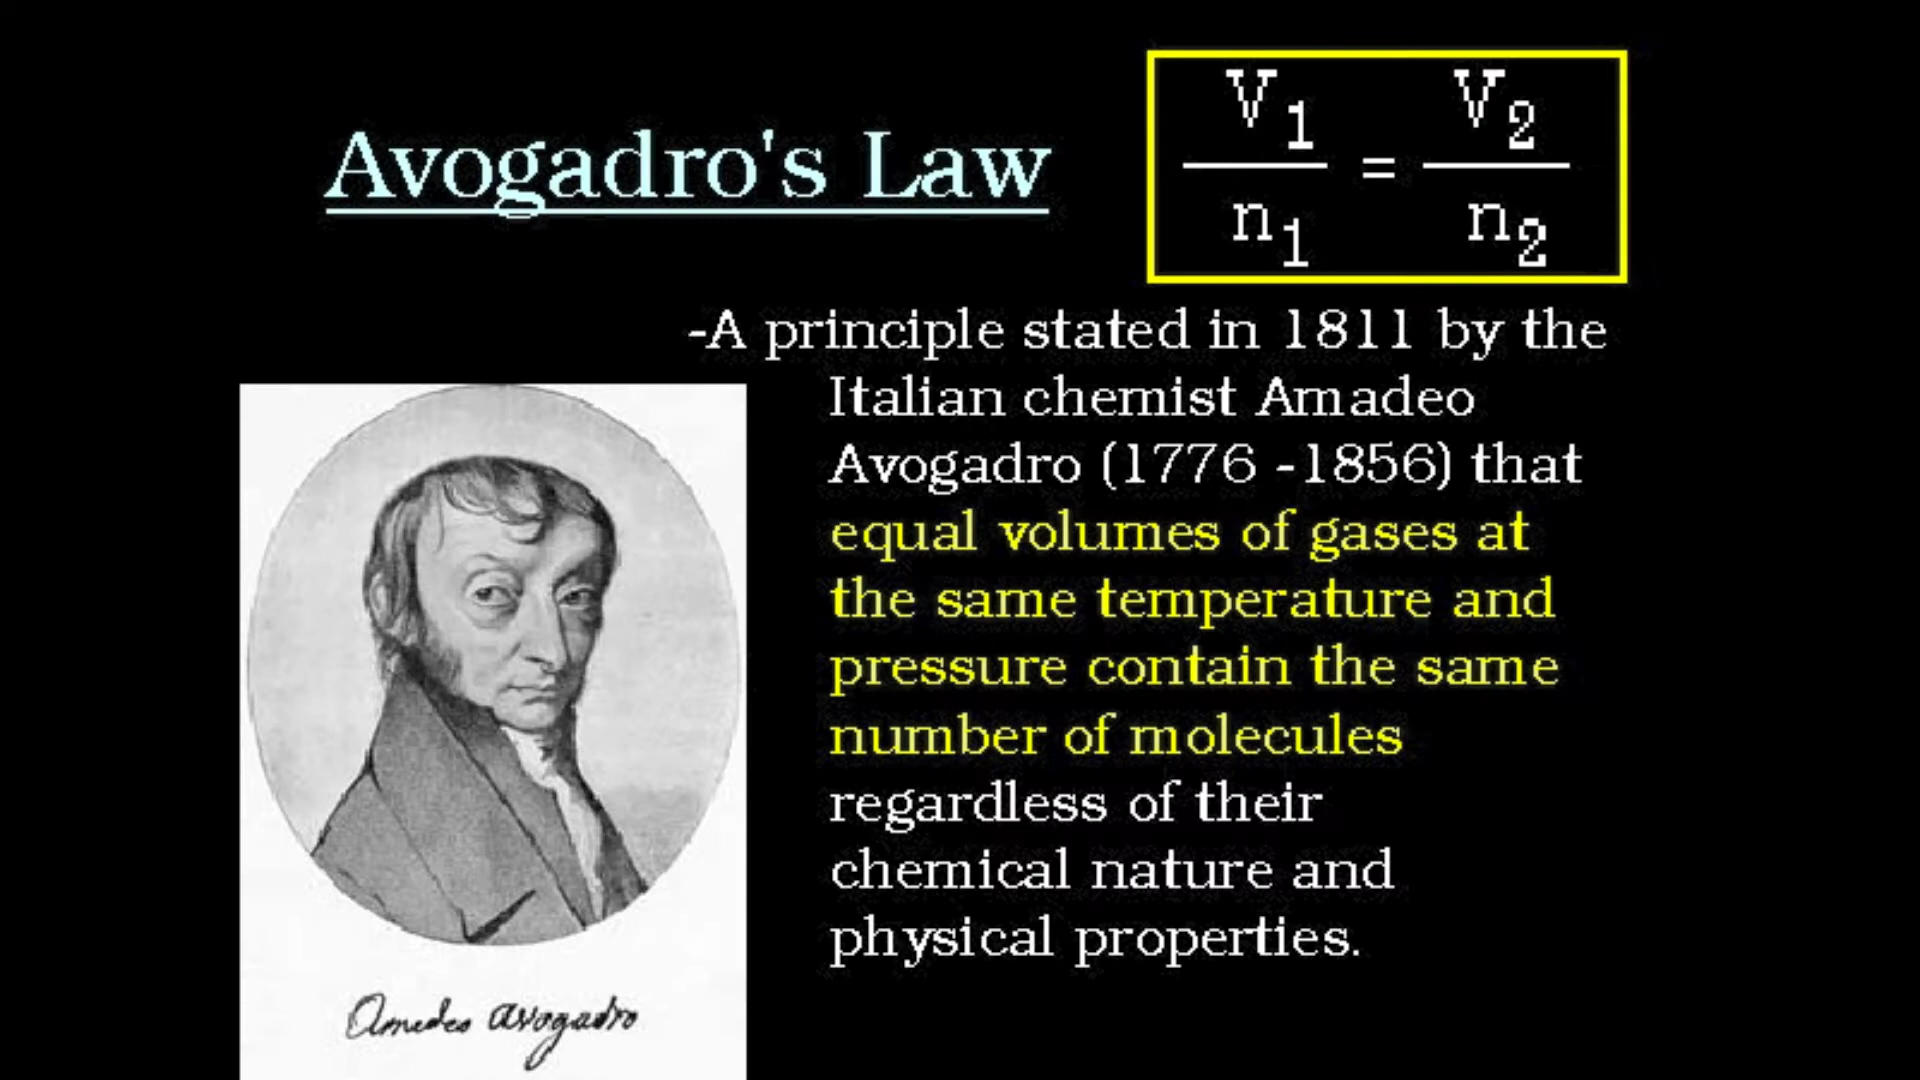 Avogadro's Law
V1 = V2
n1 n2
-A principle stated in 1811 by the
Italian chemist Amadeo
Avogadro (1776 -1856) that
equal volumes of gases at
the same temperature and
pressure contain the same
number of molecules
regardless of their
chemical nature and
physical properties.
Amedeo Avogadro